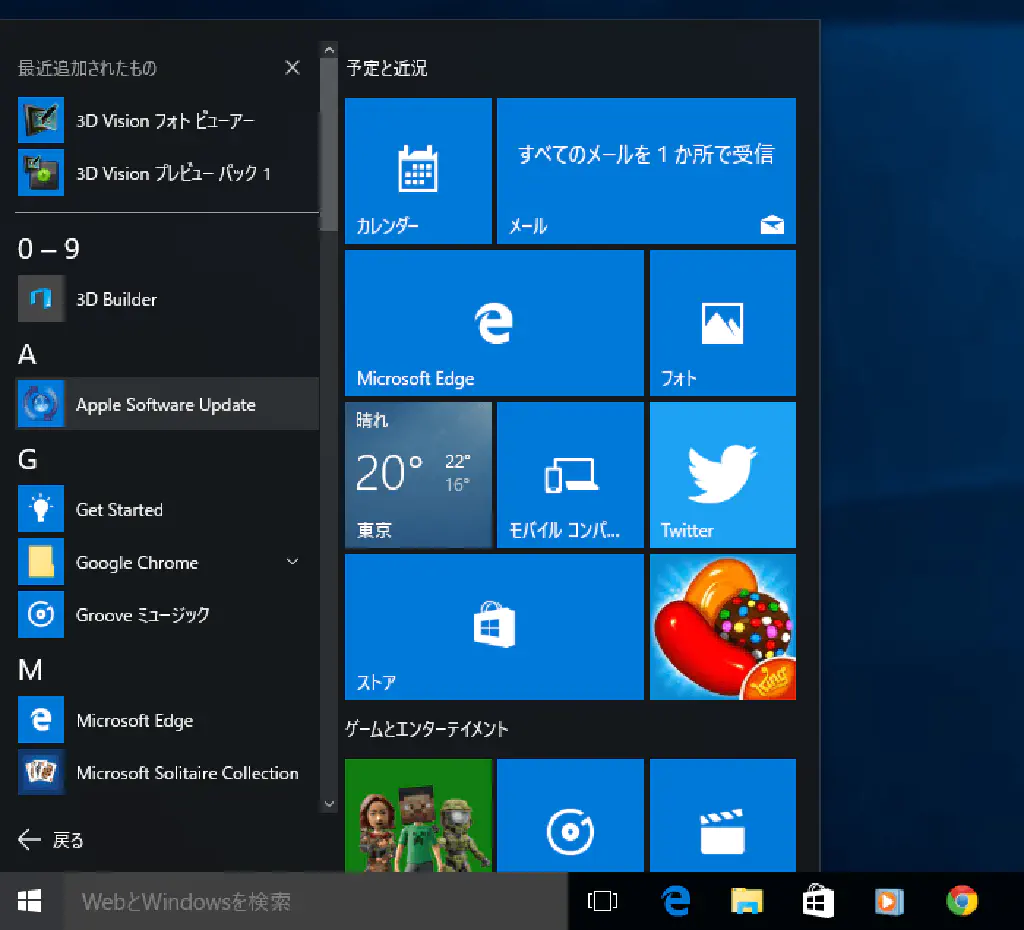 最近追加されたもの
3D Vision フォト ビューアー
3D Vision プレビュー パック 1
0 – 9
3D Builder
A
Apple Software Update
G
Get Started
Google Chrome
Groove ミュージック
M
Microsoft Edge
Microsoft Solitaire Collection
戻る
予定と近況
カレンダー
すべてのメールを 1 か所で受信
メール
Microsoft Edge
フォト
晴れ
20°
22°
16°
東京
モバイル コンパ...
Twitter
ストア
King
ゲームとエンターテイメント
WebとWindowsを検索